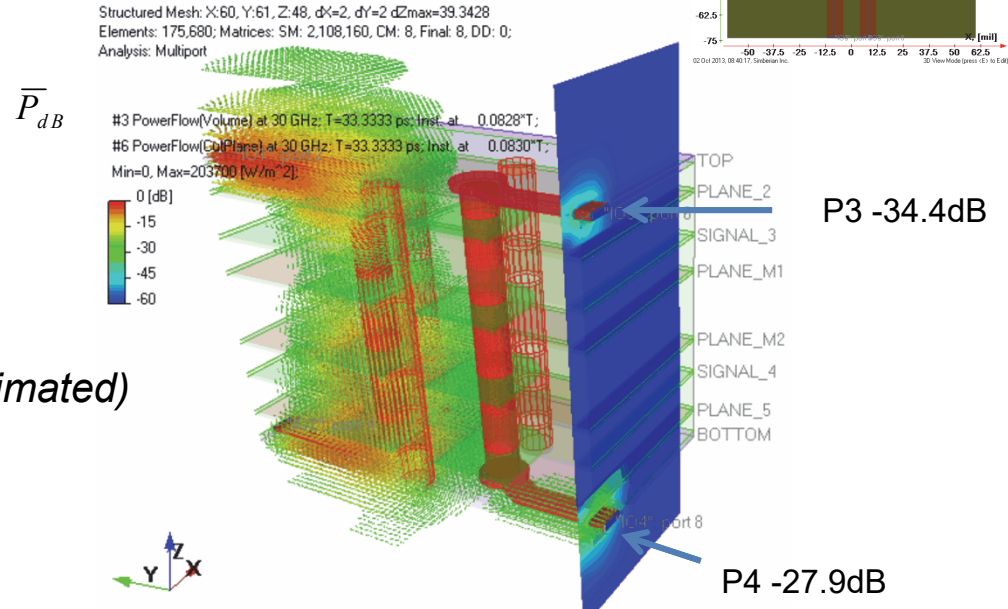 Structured Mesh: X:60, Y:61, Z:48, dX=2, dY=2 dZmax=39.3428
Elements: 175,680; Matrices: SM: 2,108,160, CM: 8, Final: 8, DD: 0;
Analysis: Multiport
-62.5
-75
X, [mil]
-50 -37.5 -25 -12.5 0 12.5 25 37.5 50 62.5
02 Oct 2013, 08:40:17, Simberian Inc.
3D View Mode (press <E> to Edit)
P dB
#3 PowerFlow(Volume) at 30 GHz; T=33.3333 ps; Inst. at 0.0828"T;
#6 PowerFlow(CutPlane) at 30 GHz; T=33.3333 ps; Inst. at 0.0830"T;
Min=0, Max=203700 [W/m^2];
0 [dB]
-15
-30
-45
-60
TOP
PLANE_2
SIGNAL_3
PLANE_M1
PLANE_M2
SIGNAL_4
PLANE_5
BOTTOM
P3 -34.4dB
imated)
"IO4" port 8
P4 -27.9dB
Z
Y
X